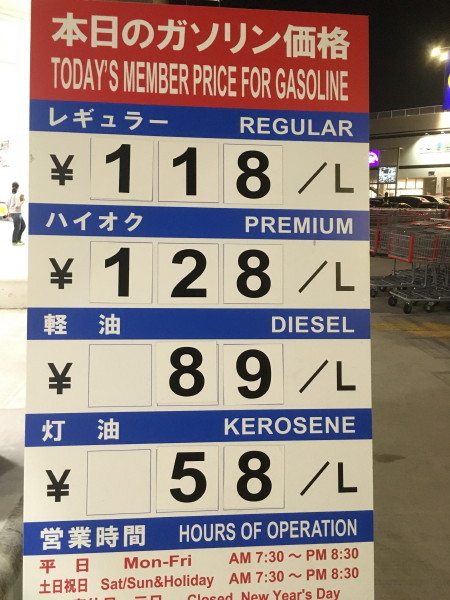 本日のガソリン価格
TODAY'S MEMBER PRICE FOR GASOLINE
レギュラー REGULAR
¥ 118 /L
ハイオク PREMIUM
¥ 128 /L
軽油 DIESEL
¥ 89 /L
灯油 KEROSENE
¥ 58 /L
営業時間 HOURS OF OPERATION
平日 Mon-Fri AM 7:30 ～ PM 8:30
土日祝日 Sat/Sun&Holiday AM 7:30 ～ PM 8:30
Closed New Year's Day